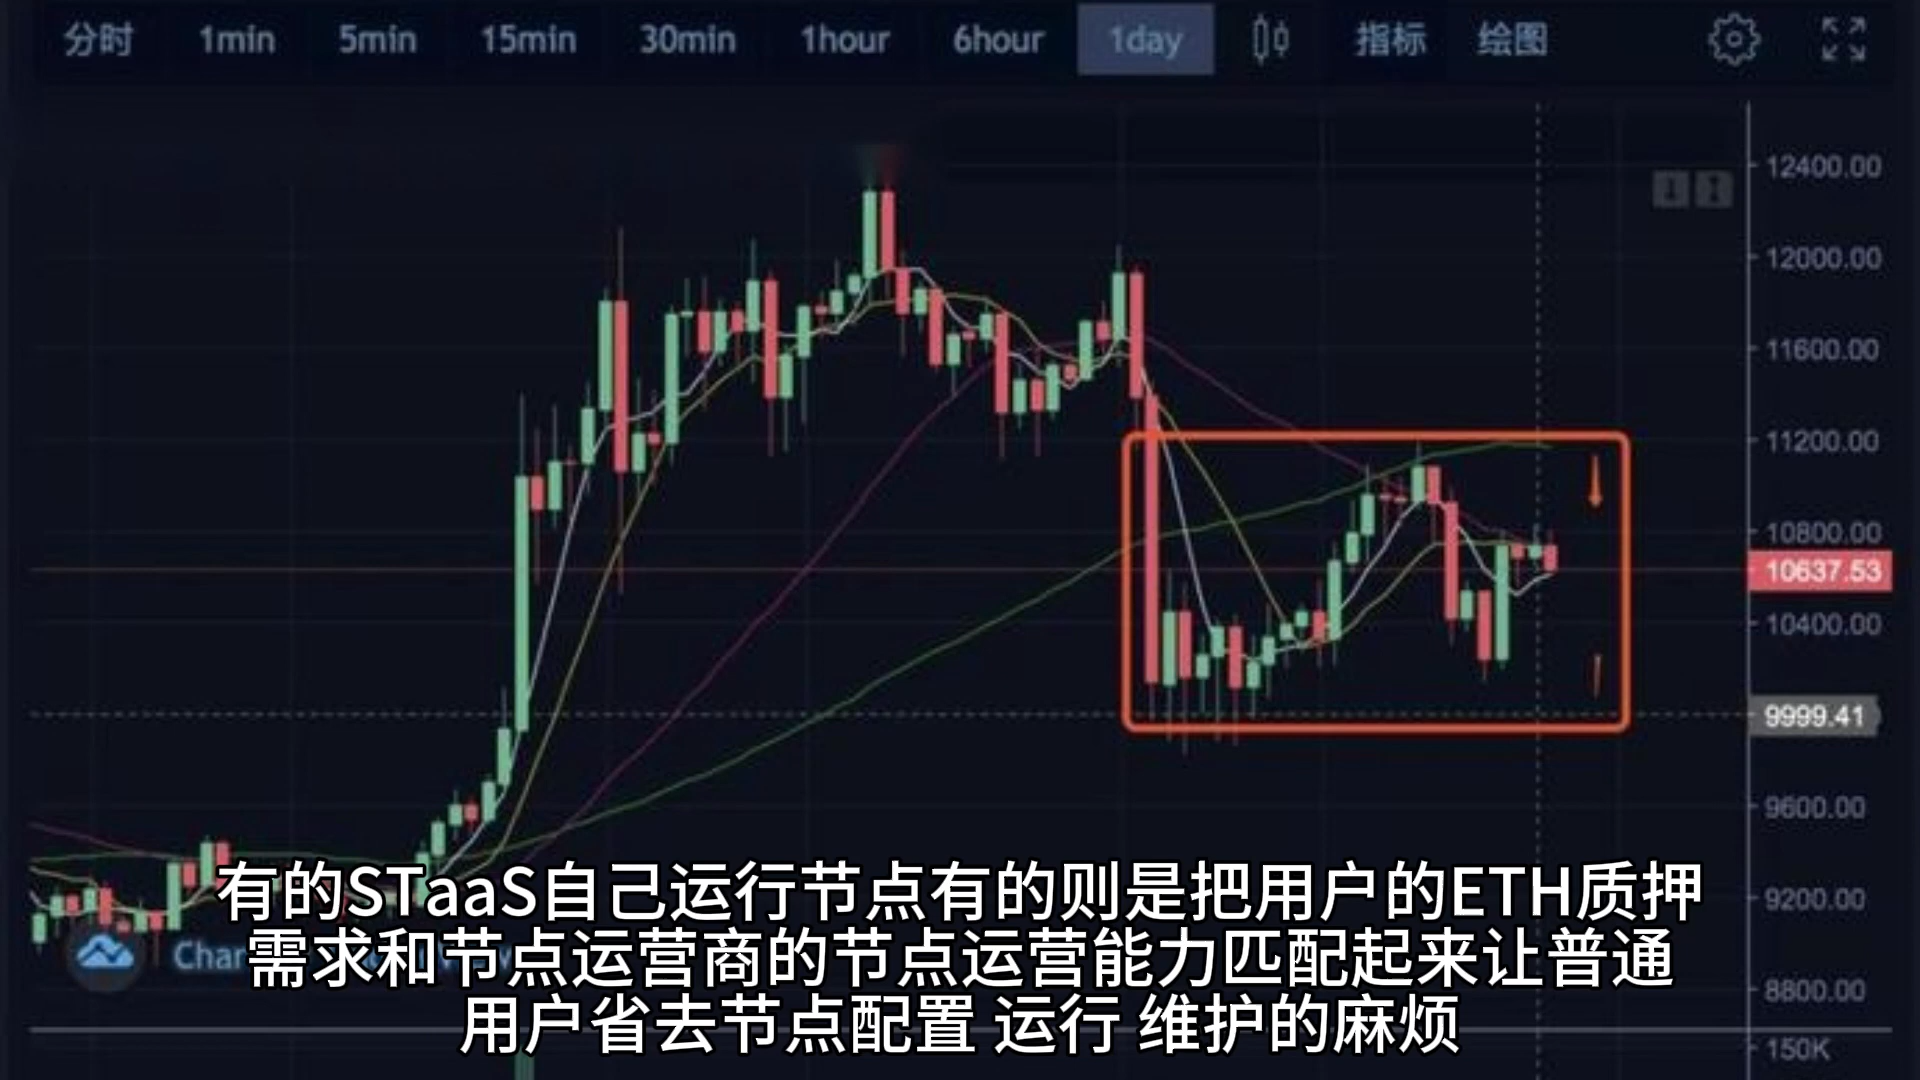 分时 1min 5min 15min 30min 1hour 6hour 1day 指标 绘图
12400.00
12000.00
11600.00
11200.00
10800.00
10637.53
10400.00
9999.41
9600.00
9200.00
8800.00
150K
有的STaaS自己运行节点有的则是把用户的ETH质押
需求和节点运营商的节点运营能力匹配起来让普通
用户省去节点配置 运行 维护的麻烦